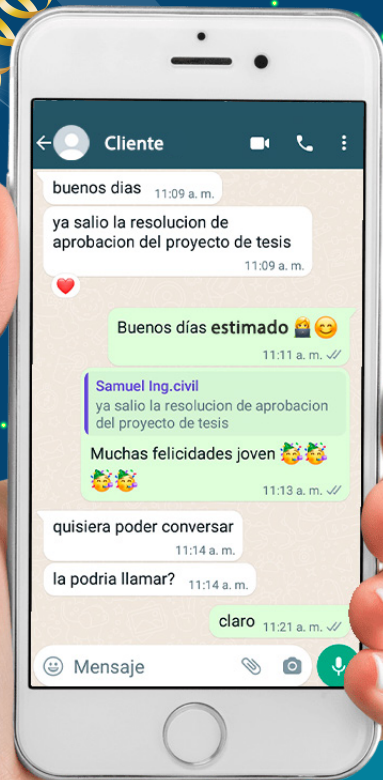 Cliente
buenos dias 11:09 a. m.
ya salio la resolucion de
aprobacion del proyecto de tesis
11:09 a. m.
Buenos días estimado
11:11 a. m.
Samuel Ing.civil
ya salio la resolucion de aprobacion
del proyecto de tesis
Muchas felicidades joven
11:13 a. m.
quisiera poder conversar
11:14 a. m.
la podria llamar? 11:14 a. m.
claro 11:21 a. m.
Mensaje